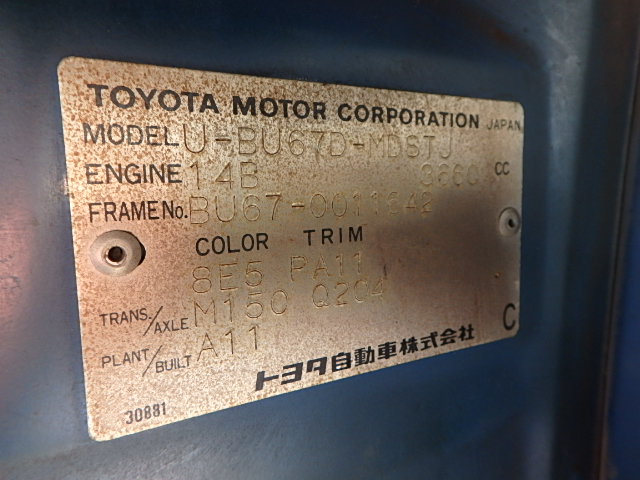 TOYOTA MOTOR CORPORATION JAPAN
MODEL U-BU67D-MDSTJ
ENGINE 14B 3660 CC
FRAME No. BU67-0011642
COLOR TRIM
8E5 PA11
TRANS./AXLE M150 Q204
PLANT/BUILT A11
トヨタ自動車株式会社 C
30881